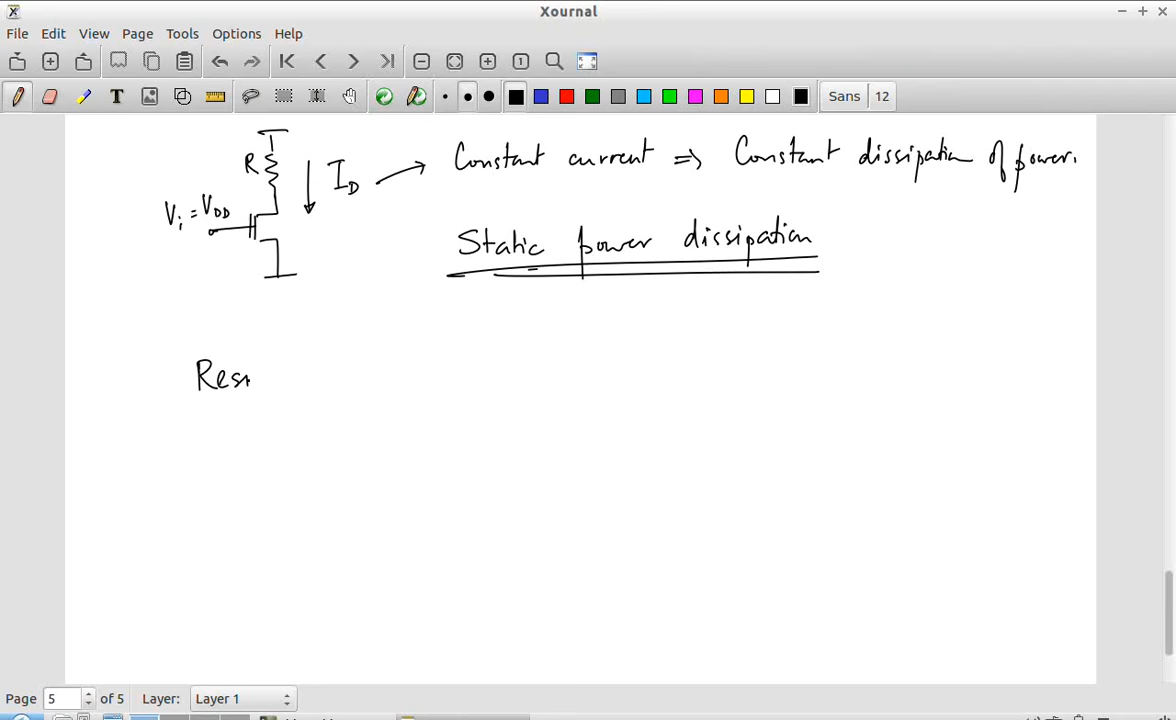 Xournal
File Edit View Page Tools Options Help
Sans 12
R I_D → Constant current ⇒ Constant dissipation of power.
V_i = V_DD
Static power dissipation
Resi
Page 5 of 5 Layer: Layer 1